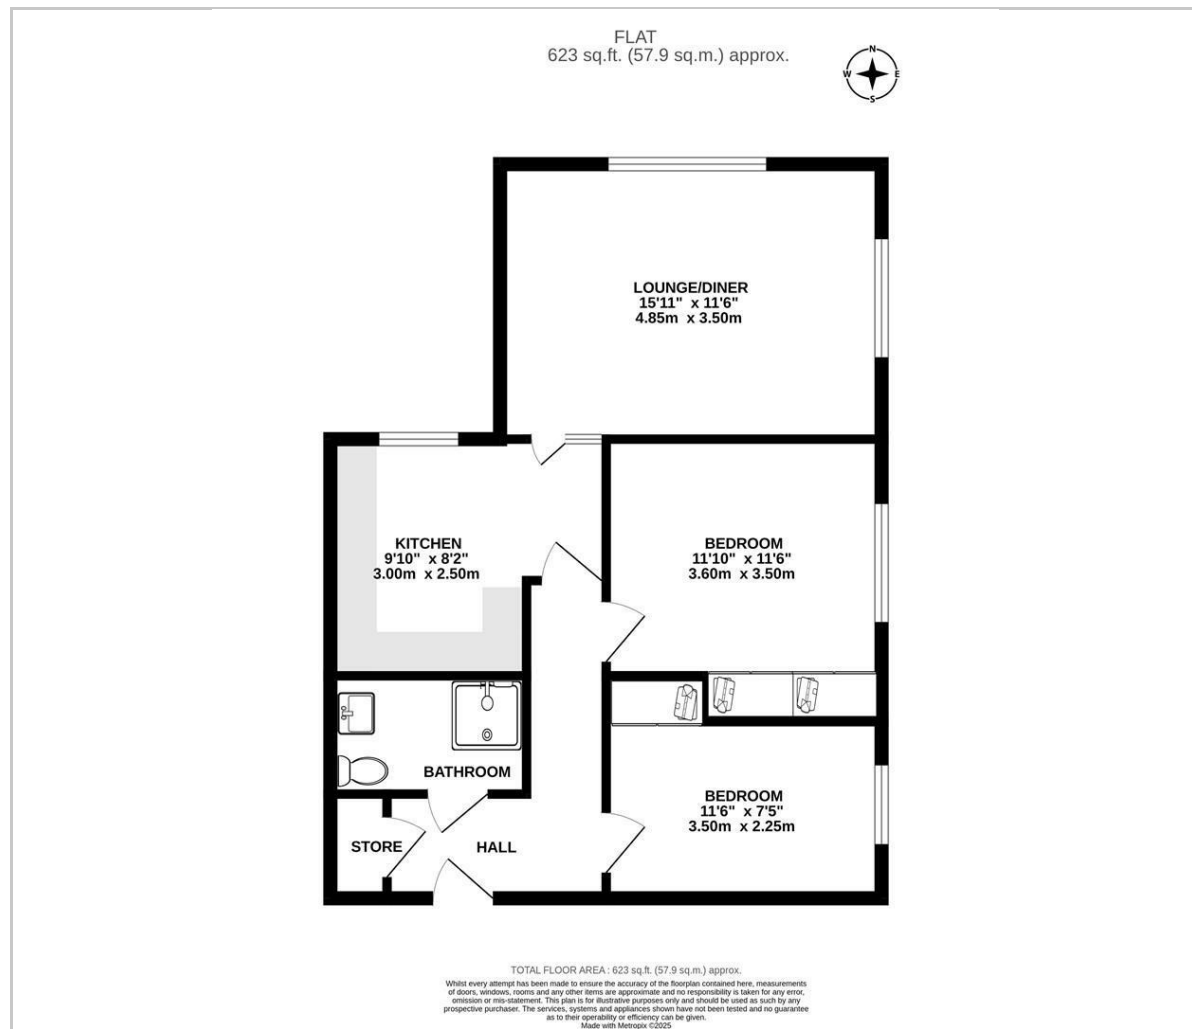 FLAT
623 sq.ft. (57.9 sq.m.) approx.
N
W
E
S
LOUNGE/DINER
15'11" x 11'6"
4.85m x 3.50m
KITCHEN
9'10" x 8'2"
3.00m x 2.50m
BEDROOM
11'10" x 11'6"
3.60m x 3.50m
BATHROOM
BEDROOM
11'6" x 7'5"
3.50m x 2.25m
STORE
HALL
TOTAL FLOOR AREA : 623 sq.ft. (57.9 sq.m.) approx.
Whilst every attempt has been made to ensure the accuracy of the floorplan contained here, measurements
of doors, windows, rooms and any other items are approximate and no responsibility is taken for any error,
omission or mis-statement. This plan is for illustrative purposes only and should be used as such by any
prospective purchaser. The services, systems and appliances shown have not been tested and no guarantee
as to their operability or efficiency can be given.
Made with Metropix ©2025